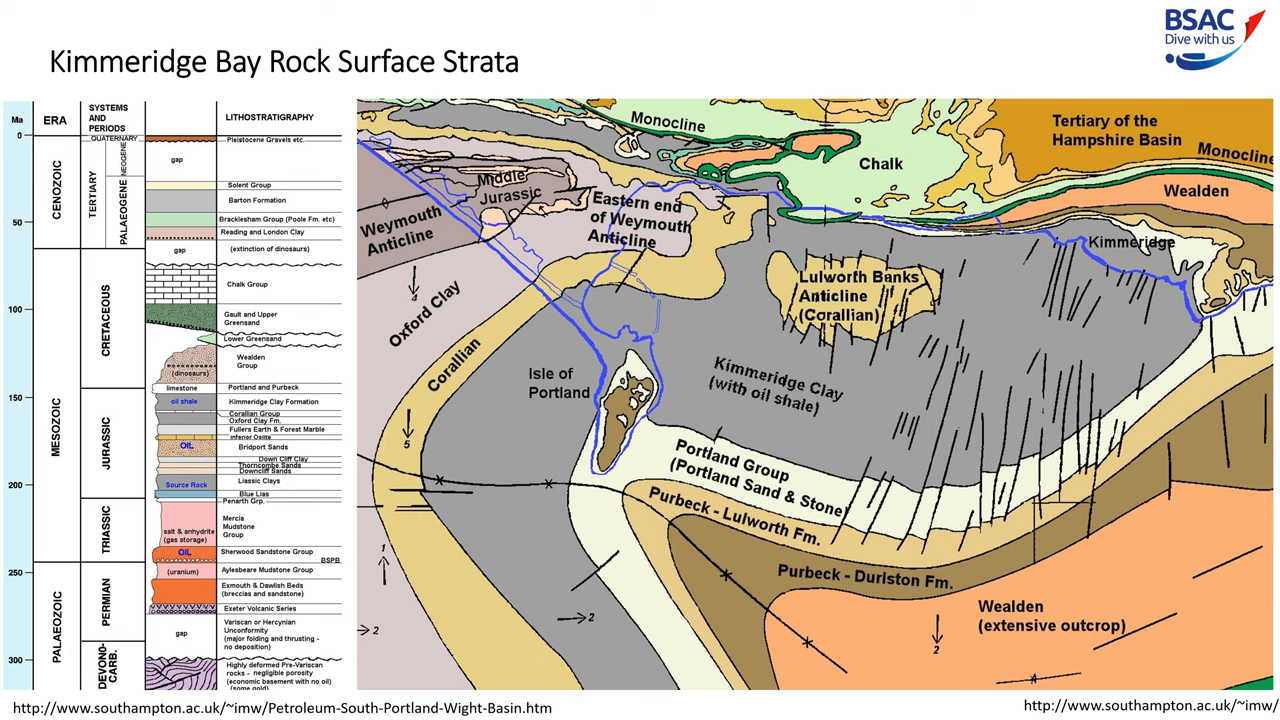 Kimmeridge Bay Rock Surface Strata
BSAC
Dive with us
Ma
ERA
SYSTEMS
AND
PERIODS
LITHOSTRATIGRAPHY
0
50
100
150
200
250
300
CENOZOIC
MESOZOIC
PALAEOZOIC
QUATERNARY
TERTIARY
NEOGENE
PALAEOGENE
CRETACEOUS
JURASSIC
TRIASSIC
PERMIAN
DEVONO-
CARB.
Pleistocene Gravels etc.
gap
Solent Group
Barton Formation
Bracklesham Group (Poole Fm. etc)
Reading and London Clay
gap
(extinction of dinosaurs)
Chalk Group
Gault and Upper
Greensand
Lower Greensand
Wealden
Group
(dinosaurs)
limestone
Portland and Purbeck
oil shale
Kimmeridge Clay Formation
Corallian Group
Oxford Clay Fm.
Fullers Earth & Forest Marble
Inferior Oolite
OIL
Bridport Sands
Down Cliff Clay
Thorncombe Sands
Downcliff Sands
Source Rock
Liassic Clays
Blue Lias
Penarth Grp.
Mercia
Mudstone
Group
salt & anhydrite
(gas storage)
OIL
Sherwood Sandstone Group
BSPB
(uranium)
Aylesbeare Mudstone Group
Exmouth & Dawlish Beds
(breccias and sandstone)
Exeter Volcanic Series
gap
Variscan or Hercynian
Unconformity
(major folding and thrusting -
no deposition)
Highly deformed Pre-Variscan
rocks - negligible porosity
(economic basement with no oil)
(some gold)
Monocline
Chalk
Tertiary of the
Hampshire Basin
Monocline
Wealden
Middle
Jurassic
Weymouth
Anticline
Eastern end
of Weymouth
Anticline
Kimmeridge
Lulworth Banks
Anticline
(Corallian)
Oxford Clay
Corallian
Isle of
Portland
Kimmeridge Clay
(with oil shale)
Portland Group
(Portland Sand & Stone)
Purbeck - Lulworth Fm.
Purbeck - Durlston Fm.
Wealden
(extensive outcrop)
4
5
1
2
2
2
4
http://www.southampton.ac.uk/~imw/Petroleum-South-Portland-Wight-Basin.htm
http://www.southampton.ac.uk/~imw/